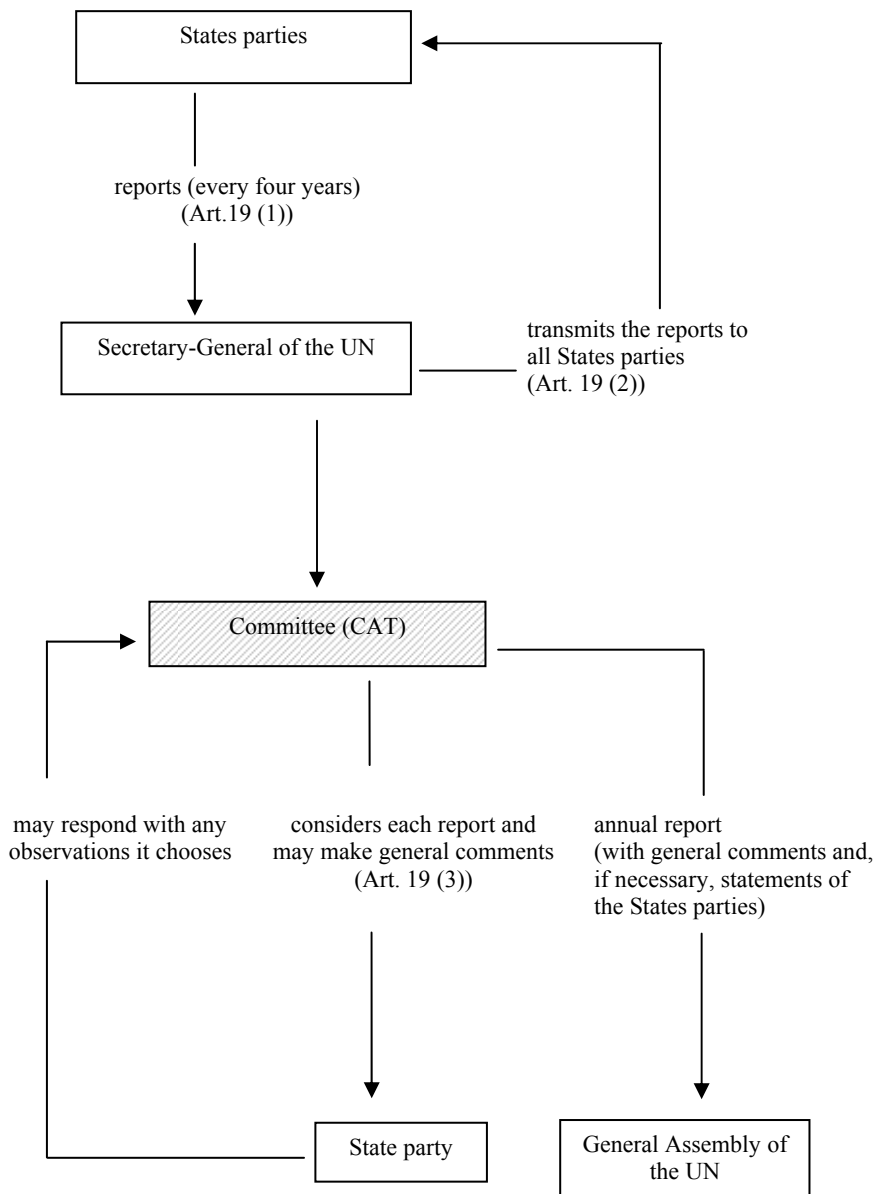 States parties
reports (every four years)
(Art.19 (1))
Secretary-General of the UN
transmits the reports to
all States parties
(Art. 19 (2))
Committee (CAT)
may respond with any
observations it chooses
considers each report and
may make general comments
(Art. 19 (3))
annual report
(with general comments and,
if necessary, statements of
the States parties)
State party
General Assembly of
the UN